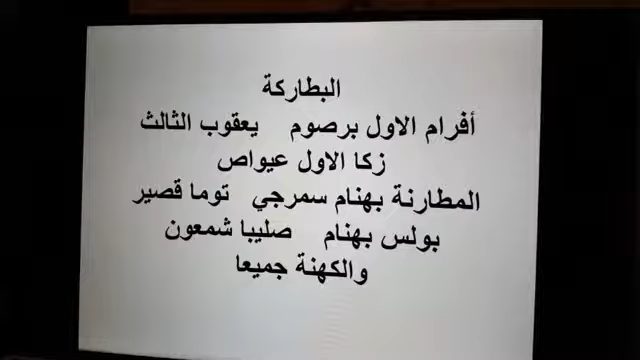 البطاركة
أفرام الاول برصوم يعقوب الثالث
زكا الاول عيواص
المطارنة بهنام سمرجي توما قصير
بولس بهنام صليبا شمعون
والكهنة جميعا